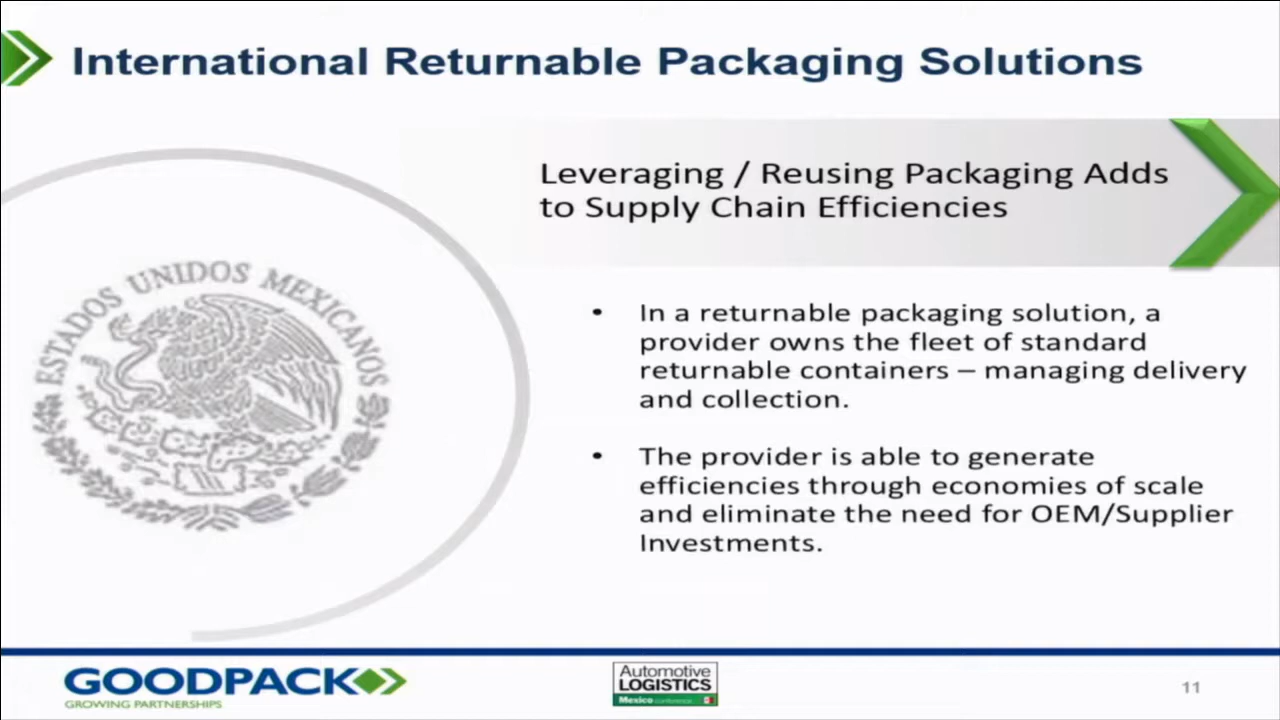 International Returnable Packaging Solutions
Leveraging / Reusing Packaging Adds
to Supply Chain Efficiencies
ESTADOS UNIDOS MEXICANOS
• In a returnable packaging solution, a
provider owns the fleet of standard
returnable containers – managing delivery
and collection.
• The provider is able to generate
efficiencies through economies of scale
and eliminate the need for OEM/Supplier
Investments.
GOODPACK
GROWING PARTNERSHIPS
Automotive
LOGISTICS
Mexico conference
11